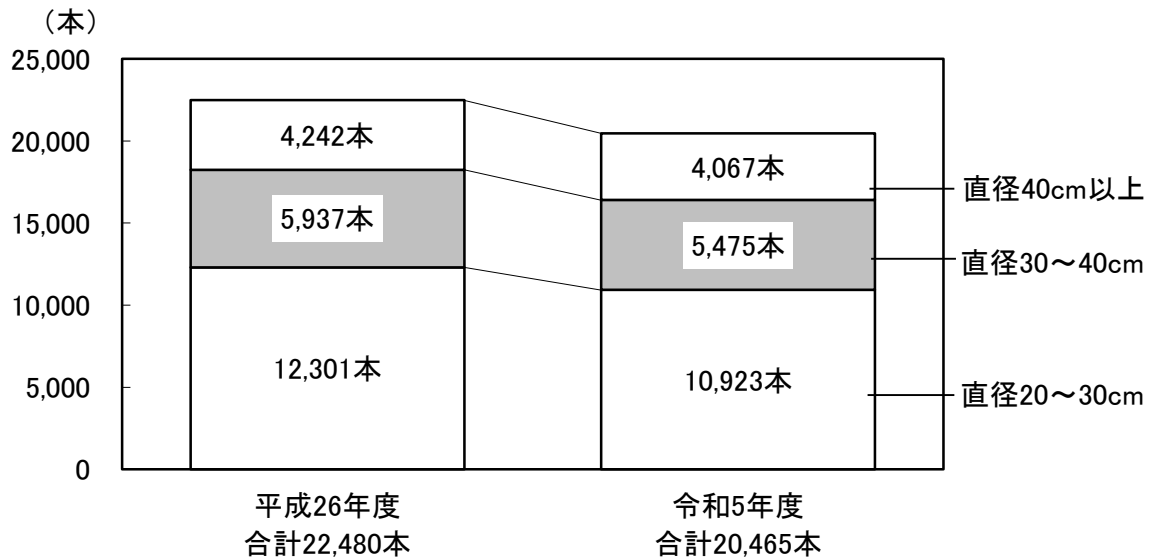 （本）
25,000
20,000
15,000
10,000
5,000
0
4,242本
5,937本
12,301本
4,067本
5,475本
10,923本
直径40cm以上
直径30～40cm
直径20～30cm
平成26年度
合計22,480本
令和5年度
合計20,465本